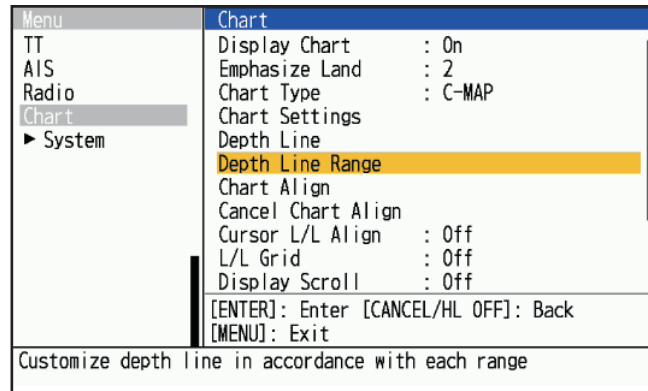 Menu
TT
AIS
Radio
Chart
► System
Chart
Display Chart : On
Emphasize Land : 2
Chart Type : C-MAP
Chart Settings
Depth Line
Depth Line Range
Chart Align
Cancel Chart Align
Cursor L/L Align : Off
L/L Grid : Off
Display Scroll : Off
[ENTER]: Enter [CANCEL/HL OFF]: Back
[MENU]: Exit
Customize depth line in accordance with each range